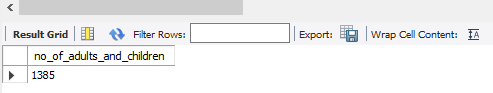 Result Grid Filter Rows: Export: Wrap Cell Content:
no_of_adults_and_children
1385